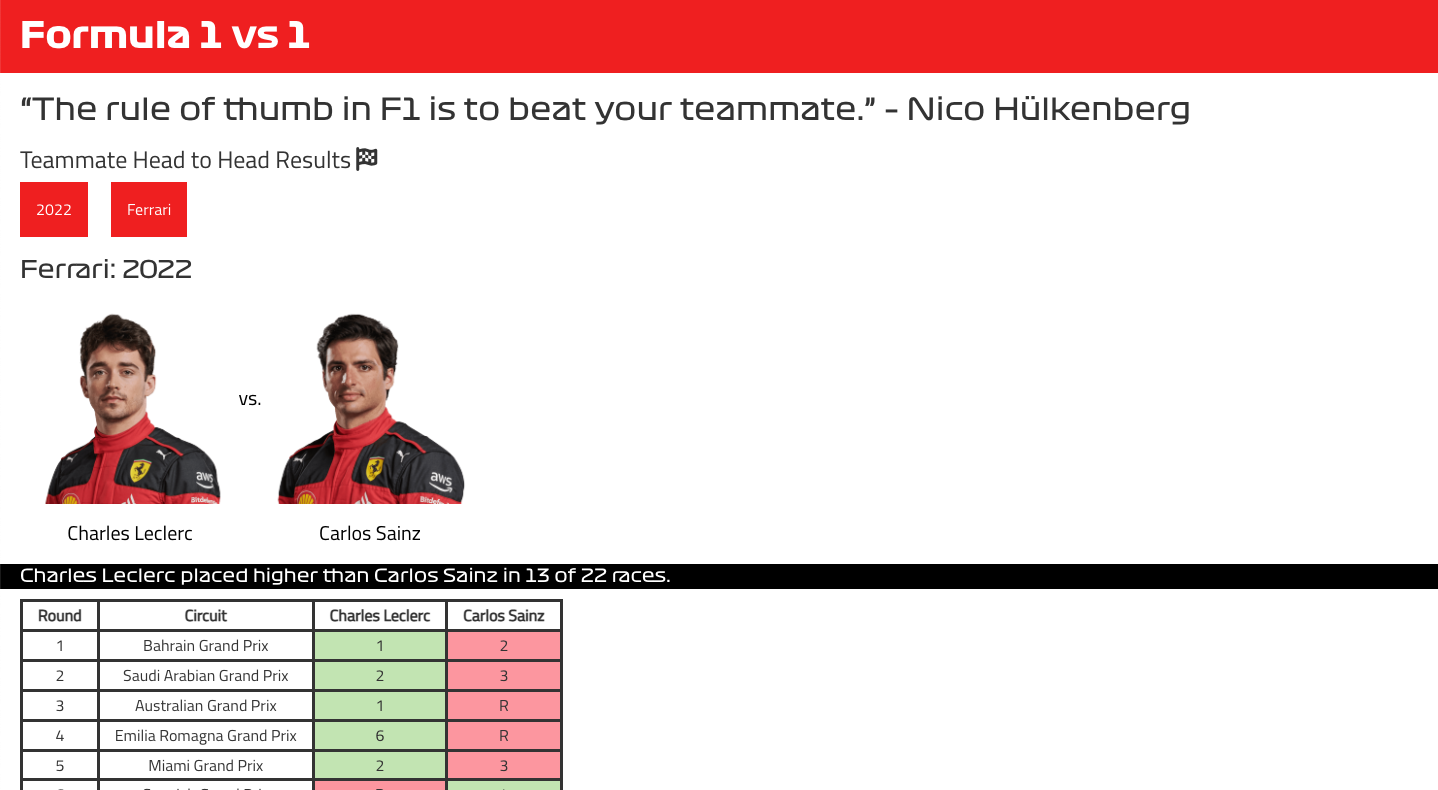 Formula 1 vs 1
“The rule of thumb in F1 is to beat your teammate.” - Nico Hülkenberg
Teammate Head to Head Results
2022 Ferrari
Ferrari: 2022
vs.
aws
aws
Charles Leclerc Carlos Sainz
Charles Leclerc placed higher than Carlos Sainz in 13 of 22 races.
Round Circuit Charles Leclerc Carlos Sainz
1 Bahrain Grand Prix 1 2
2 Saudi Arabian Grand Prix 2 3
3 Australian Grand Prix 1 R
4 Emilia Romagna Grand Prix 6 R
5 Miami Grand Prix 2 3